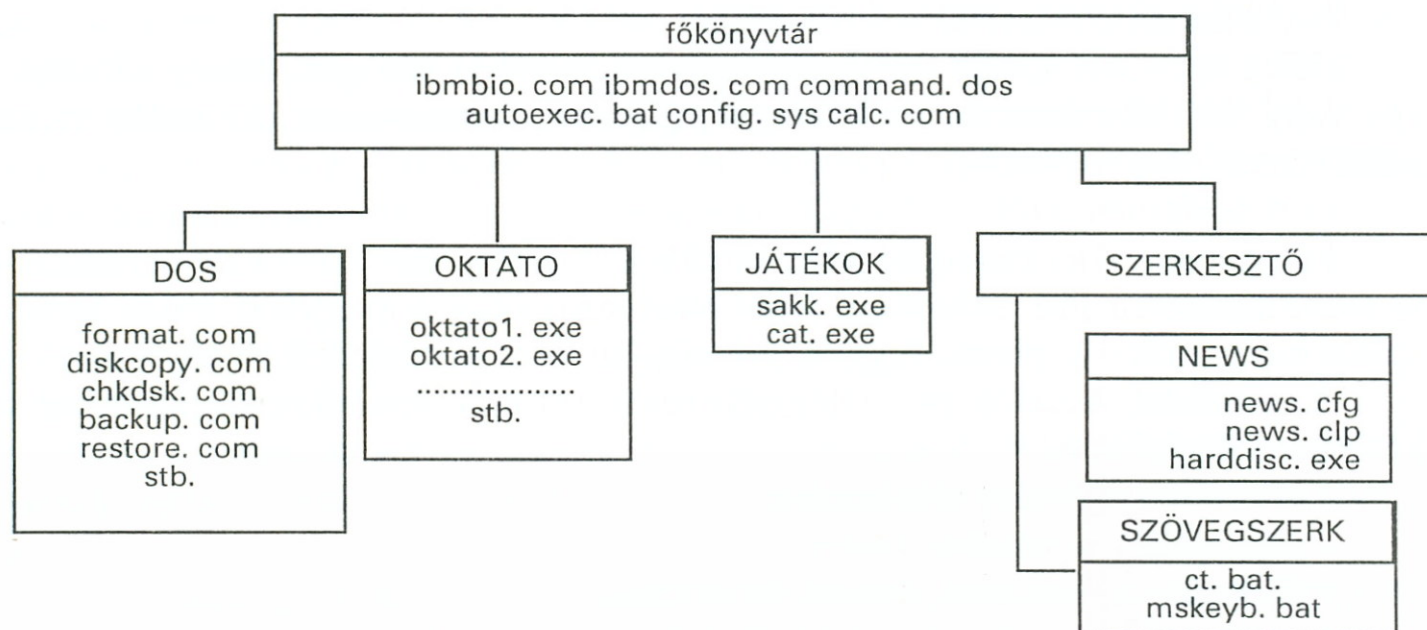 főkönyvtár
ibmbio. com ibmdos. com command. dos
autoexec. bat config. sys calc. com
DOS
format. com
diskcopy. com
chkdsk. com
backup. com
restore. com
stb.
OKTATO
oktato1. exe
oktato2. exe
...................
stb.
JÁTÉKOK
sakk. exe
cat. exe
SZERKESZTŐ
NEWS
news. cfg
news. clp
harddisc. exe
SZÖVEGSZERK
ct. bat.
mskeyb. bat